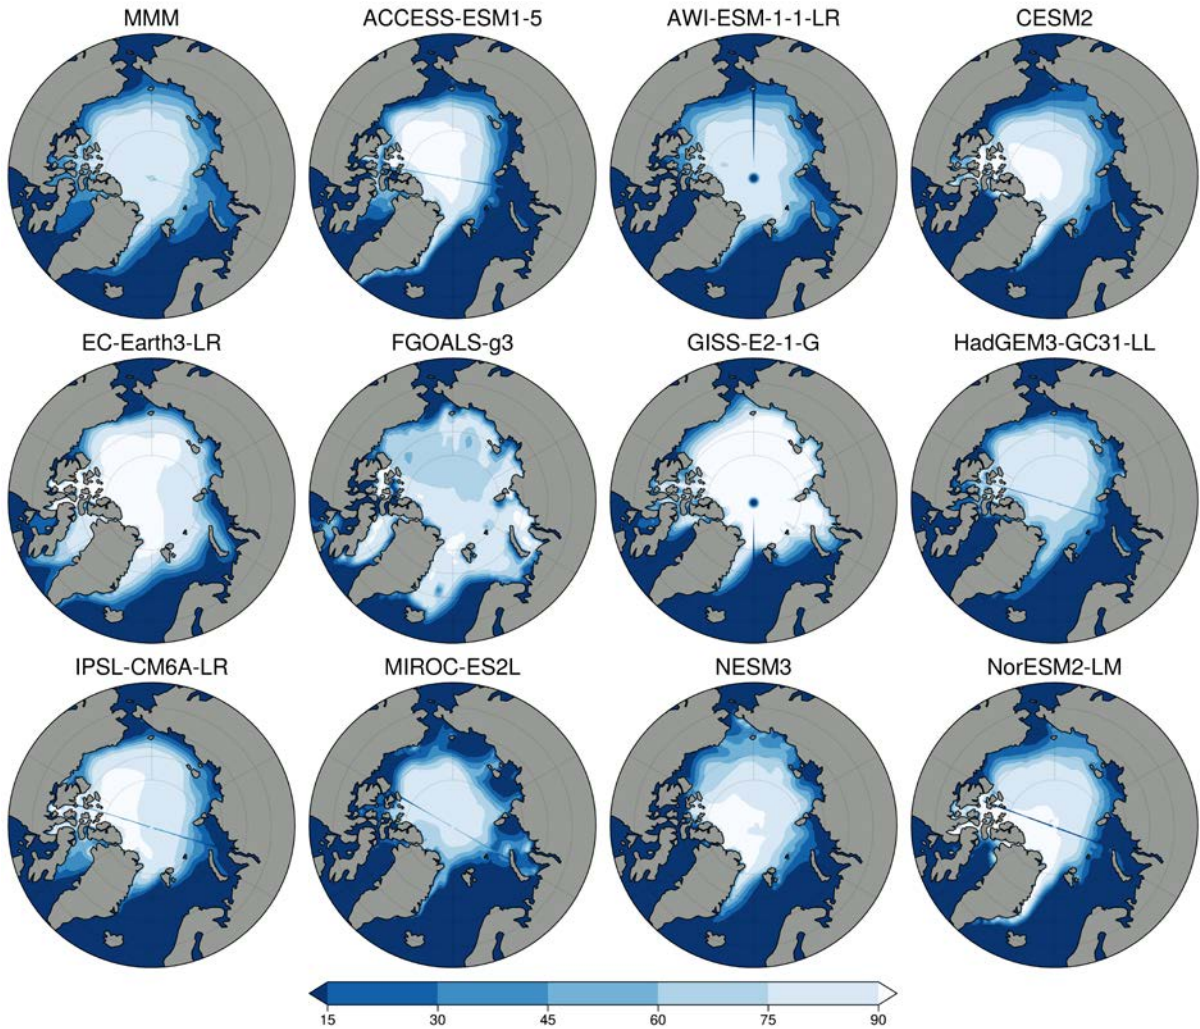 MMM ACCESS-ESM1-5 AWI-ESM-1-1-LR CESM2
EC-Earth3-LR FGOALS-g3 GISS-E2-1-G HadGEM3-GC31-LL
IPSL-CM6A-LR MIROC-ES2L NESM3 NorESM2-LM
15 30 45 60 75 90